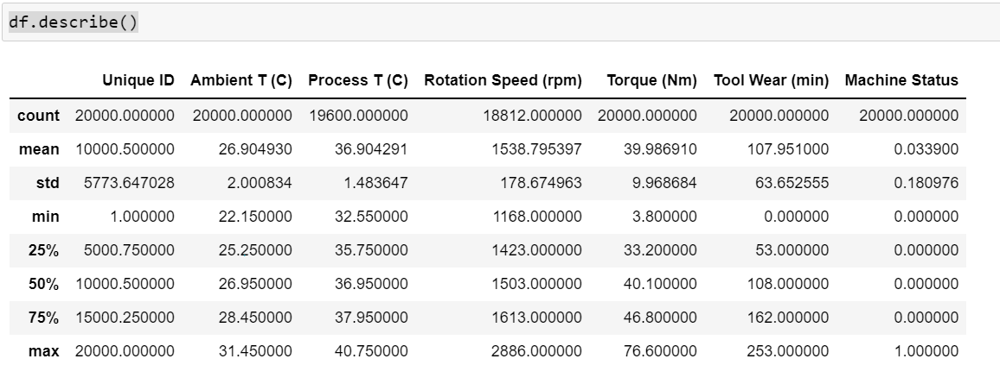 df.describe()
Unique ID Ambient T (C) Process T (C) Rotation Speed (rpm) Torque (Nm) Tool Wear (min) Machine Status
count 20000.000000 20000.000000 19600.000000 18812.000000 20000.000000 20000.000000 20000.000000
mean 10000.500000 26.904930 36.904291 1538.795397 39.986910 107.951000 0.033900
std 5773.647028 2.000834 1.483647 178.674963 9.968684 63.652555 0.180976
min 1.000000 22.150000 32.550000 1168.000000 3.800000 0.000000 0.000000
25% 5000.750000 25.250000 35.750000 1423.000000 33.200000 53.000000 0.000000
50% 10000.500000 26.950000 36.950000 1503.000000 40.100000 108.000000 0.000000
75% 15000.250000 28.450000 37.950000 1613.000000 46.800000 162.000000 0.000000
max 20000.000000 31.450000 40.750000 2886.000000 76.600000 253.000000 1.000000